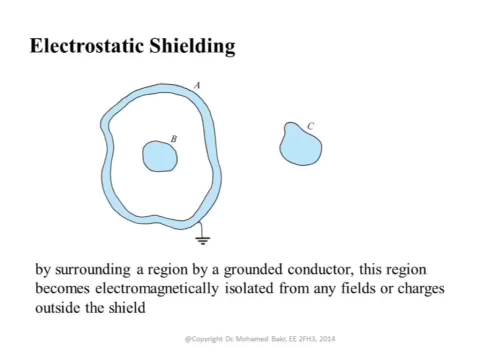 Electrostatic Shielding
A
B
C
by surrounding a region by a grounded conductor, this region
becomes electromagnetically isolated from any fields or charges
outside the shield
@Copyright Dr. Mohamed Bakr, EE 2FH3, 2014